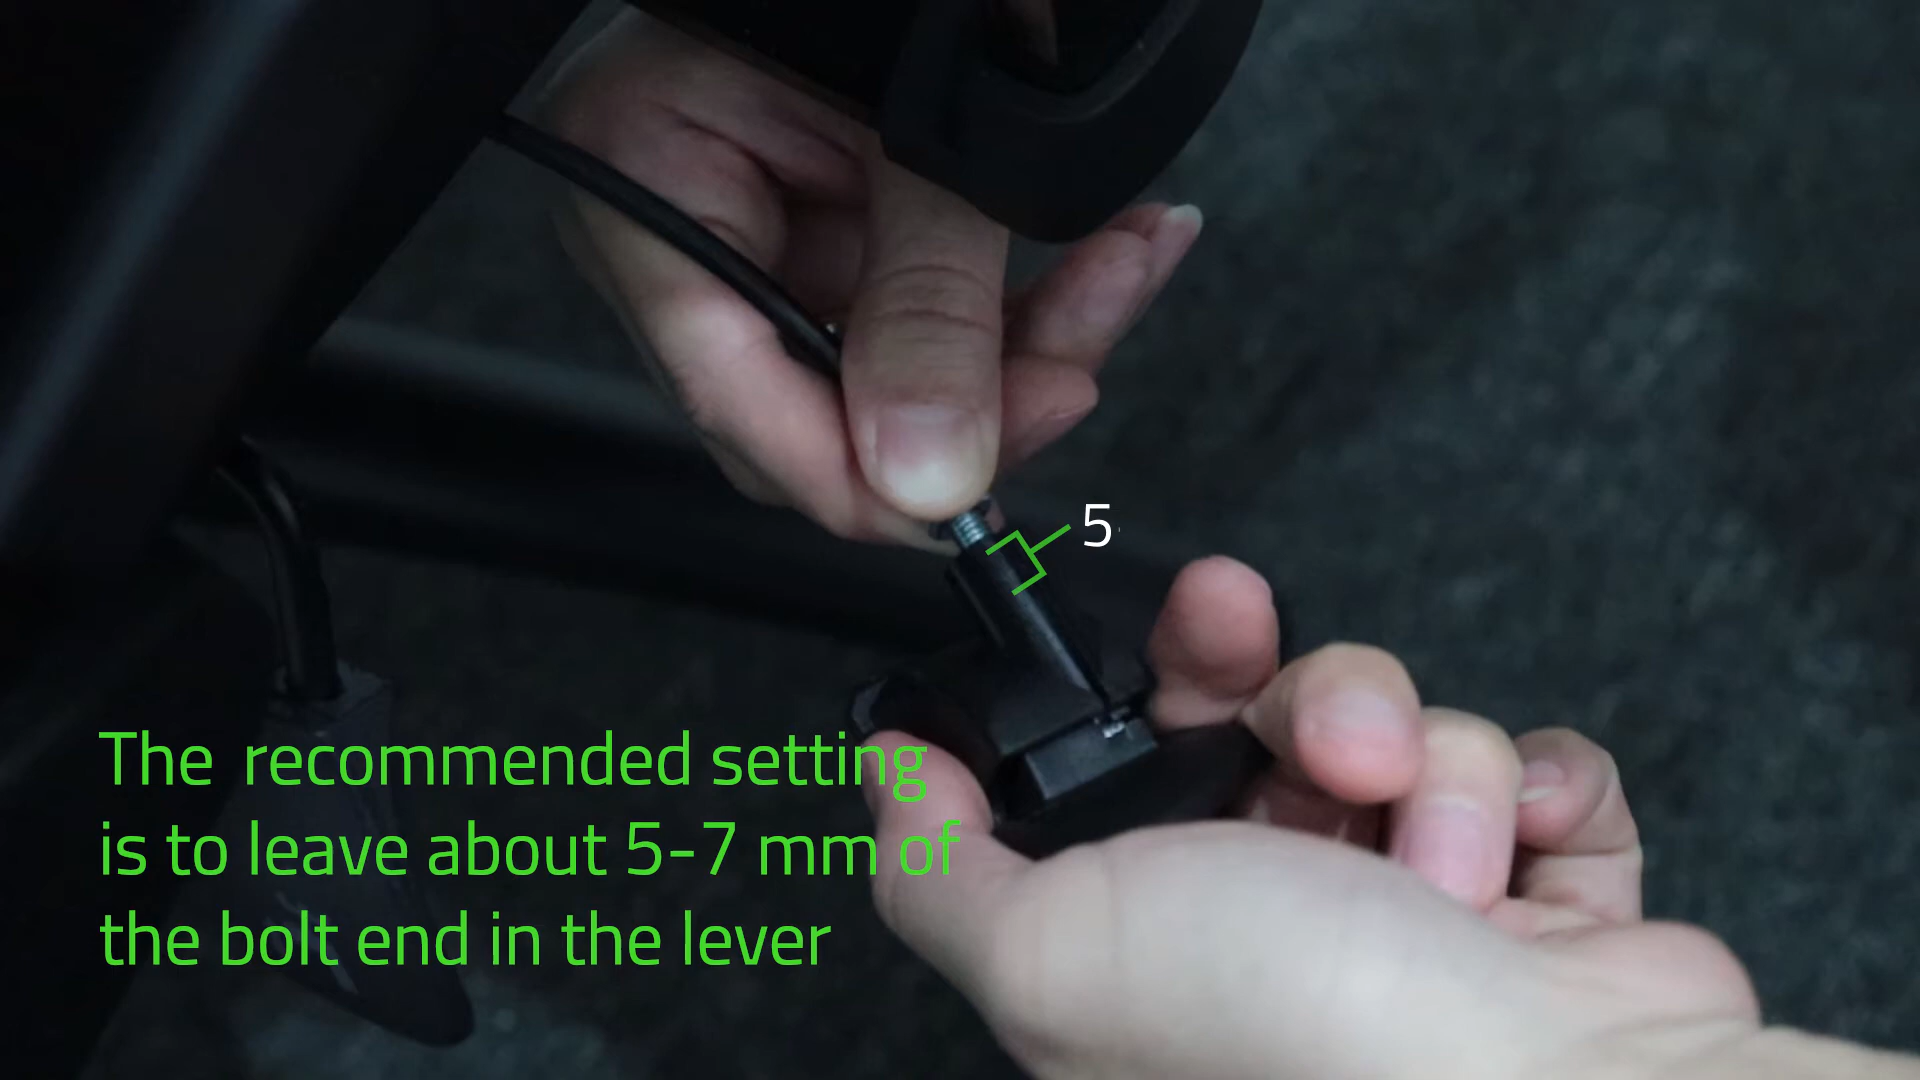 5
The recommended setting
is to leave about 5-7 mm of
the bolt end in the lever